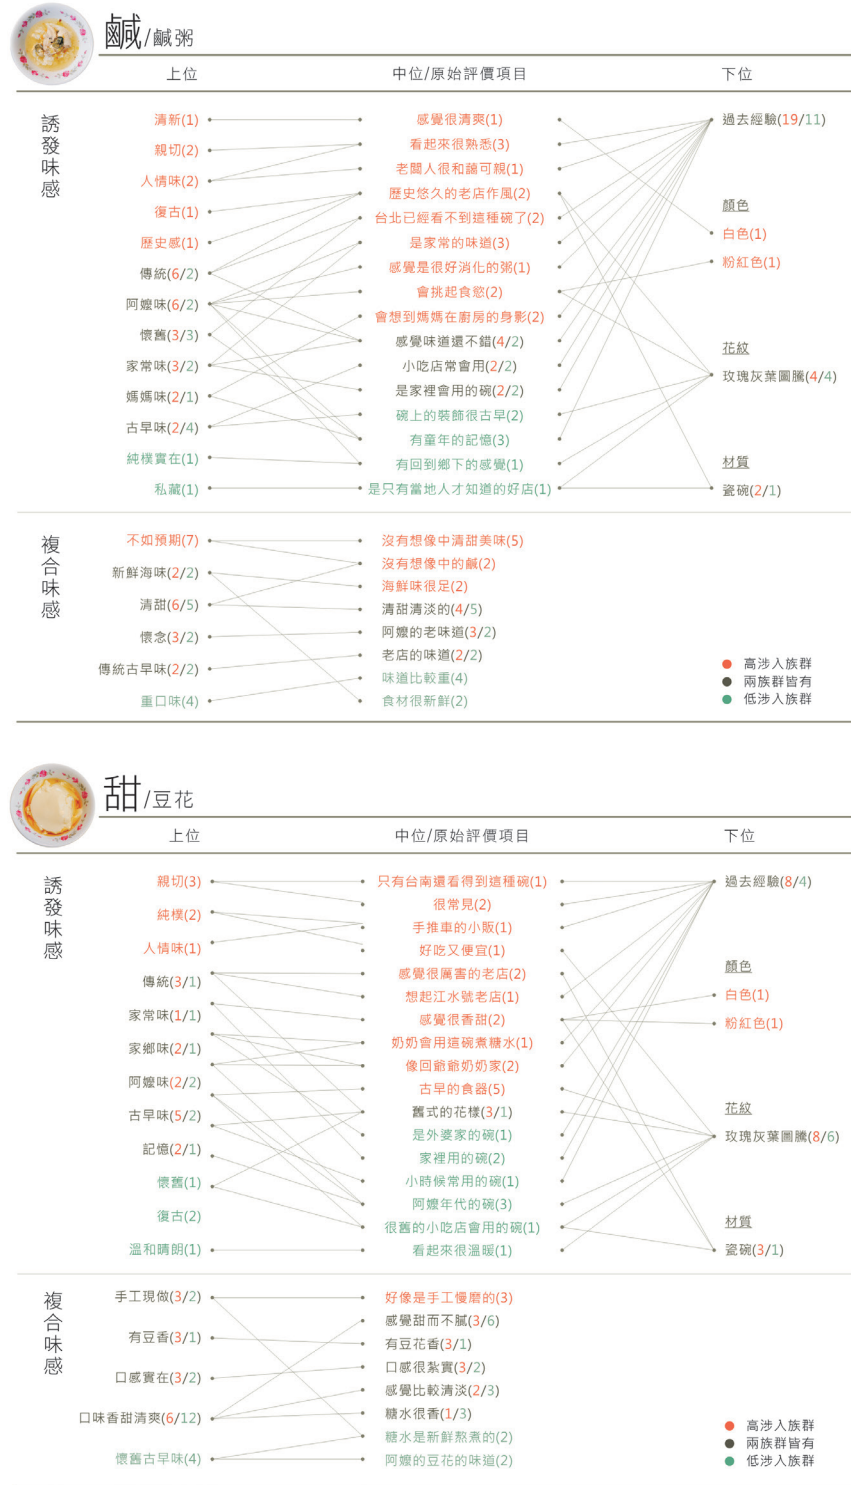 鹹/鹹粥
上位
中位/原始評價項目
下位
誘發味感
清新(1)
親切(2)
人情味(2)
復古(1)
歷史感(1)
傳統(6/2)
阿嬤味(6/2)
懷舊(3/3)
家常味(3/2)
媽媽味(2/1)
古早味(2/4)
純樸實在(1)
私藏(1)
感覺很清爽(1)
看起來很熟悉(3)
老闆人很和藹可親(1)
歷史悠久的老店作風(2)
台北已經看不到這種碗了(2)
是家常的味道(3)
感覺是很好消化的粥(1)
會挑起食慾(2)
會想到媽媽在廚房的身影(2)
感覺味道還不錯(4/2)
小吃店常會用(2/2)
是家裡會用的碗(2/2)
碗上的裝飾很古早(2)
有童年的記憶(3)
有回到鄉下的感覺(1)
是只有當地人才知道的好店(1)
過去經驗(19/11)
顏色
白色(1)
粉紅色(1)
花紋
玫瑰灰葉圖騰(4/4)
材質
瓷碗(2/1)
複合味感
不如預期(7)
新鮮海味(2/2)
清甜(6/5)
懷念(3/2)
傳統古早味(2/2)
重口味(4)
沒有想像中清甜美味(5)
沒有想像中的鹹(2)
海鮮味很足(2)
清甜清淡的(4/5)
阿嬤的老味道(3/2)
老店的味道(2/2)
味道比較重(4)
食材很新鮮(2)
高涉入族群
兩族群皆有
低涉入族群
甜/豆花
上位
中位/原始評價項目
下位
誘發味感
親切(3)
純樸(2)
人情味(1)
傳統(3/1)
家常味(1/1)
家鄉味(2/1)
阿嬤味(2/2)
古早味(5/2)
記憶(2/1)
懷舊(1)
復古(2)
溫和晴朗(1)
只有台南還看得到這種碗(1)
很常見(2)
手推車的小販(1)
好吃又便宜(1)
感覺很厲害的老店(2)
想起江水號老店(1)
感覺很香甜(2)
奶奶會用這碗煮糖水(1)
像回爺爺奶奶家(2)
古早的食器(5)
舊式的花樣(3/1)
是外婆家的碗(1)
家裡用的碗(2)
小時候常用的碗(1)
阿嬤年代的碗(3)
很舊的小吃店會用的碗(1)
看起來很溫暖(1)
過去經驗(8/4)
顏色
白色(1)
粉紅色(1)
花紋
玫瑰灰葉圖騰(8/6)
材質
瓷碗(3/1)
複合味感
手工現做(3/2)
有豆香(3/1)
口感實在(3/2)
口味香甜清爽(6/12)
懷舊古早味(4)
好像是手工慢磨的(3)
感覺甜而不膩(3/6)
有豆花香(3/1)
口感很紮實(3/2)
感覺比較清淡(2/3)
糖水很香(1/3)
糖水是新鮮熬煮的(2)
阿嬤的豆花的味道(2)
高涉入族群
兩族群皆有
低涉入族群